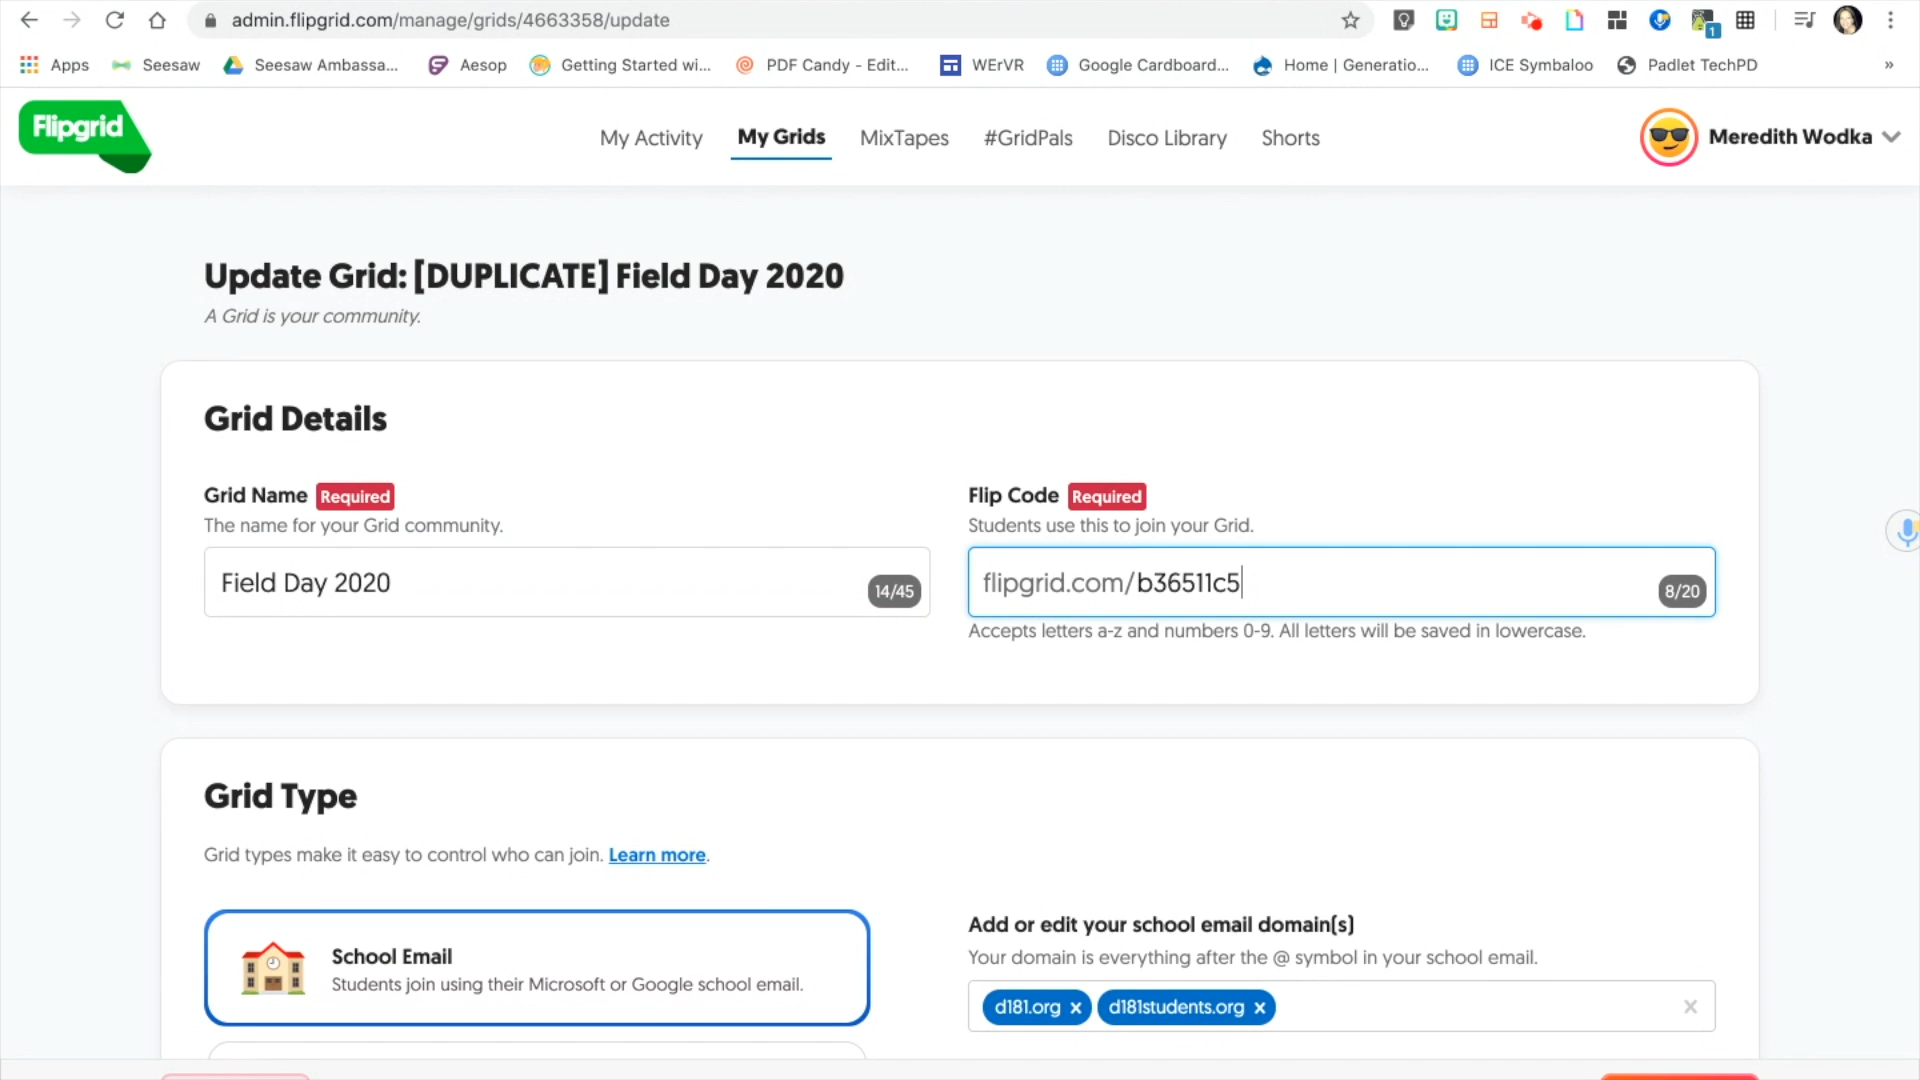 admin.flipgrid.com/manage/grids/4663358/update
1
Apps
Seesaw
Seesaw Ambassa...
Aesop
Getting Started wi...
PDF Candy - Edit...
WErVR
Google Cardboard...
Home | Generatio...
ICE Symbaloo
Padlet TechPD
»
Flipgrid
My Activity
My Grids
MixTapes
#GridPals
Disco Library
Shorts
Meredith Wodka
Update Grid: [DUPLICATE] Field Day 2020
A Grid is your community.
Grid Details
Grid Name Required
The name for your Grid community.
Field Day 2020
14/45
Flip Code Required
Students use this to join your Grid.
flipgrid.com/b36511c5
8/20
Accepts letters a-z and numbers 0-9. All letters will be saved in lowercase.
Grid Type
Grid types make it easy to control who can join. Learn more.
School Email
Students join using their Microsoft or Google school email.
Add or edit your school email domain(s)
Your domain is everything after the @ symbol in your school email.
d181.org ×
d181students.org ×
×